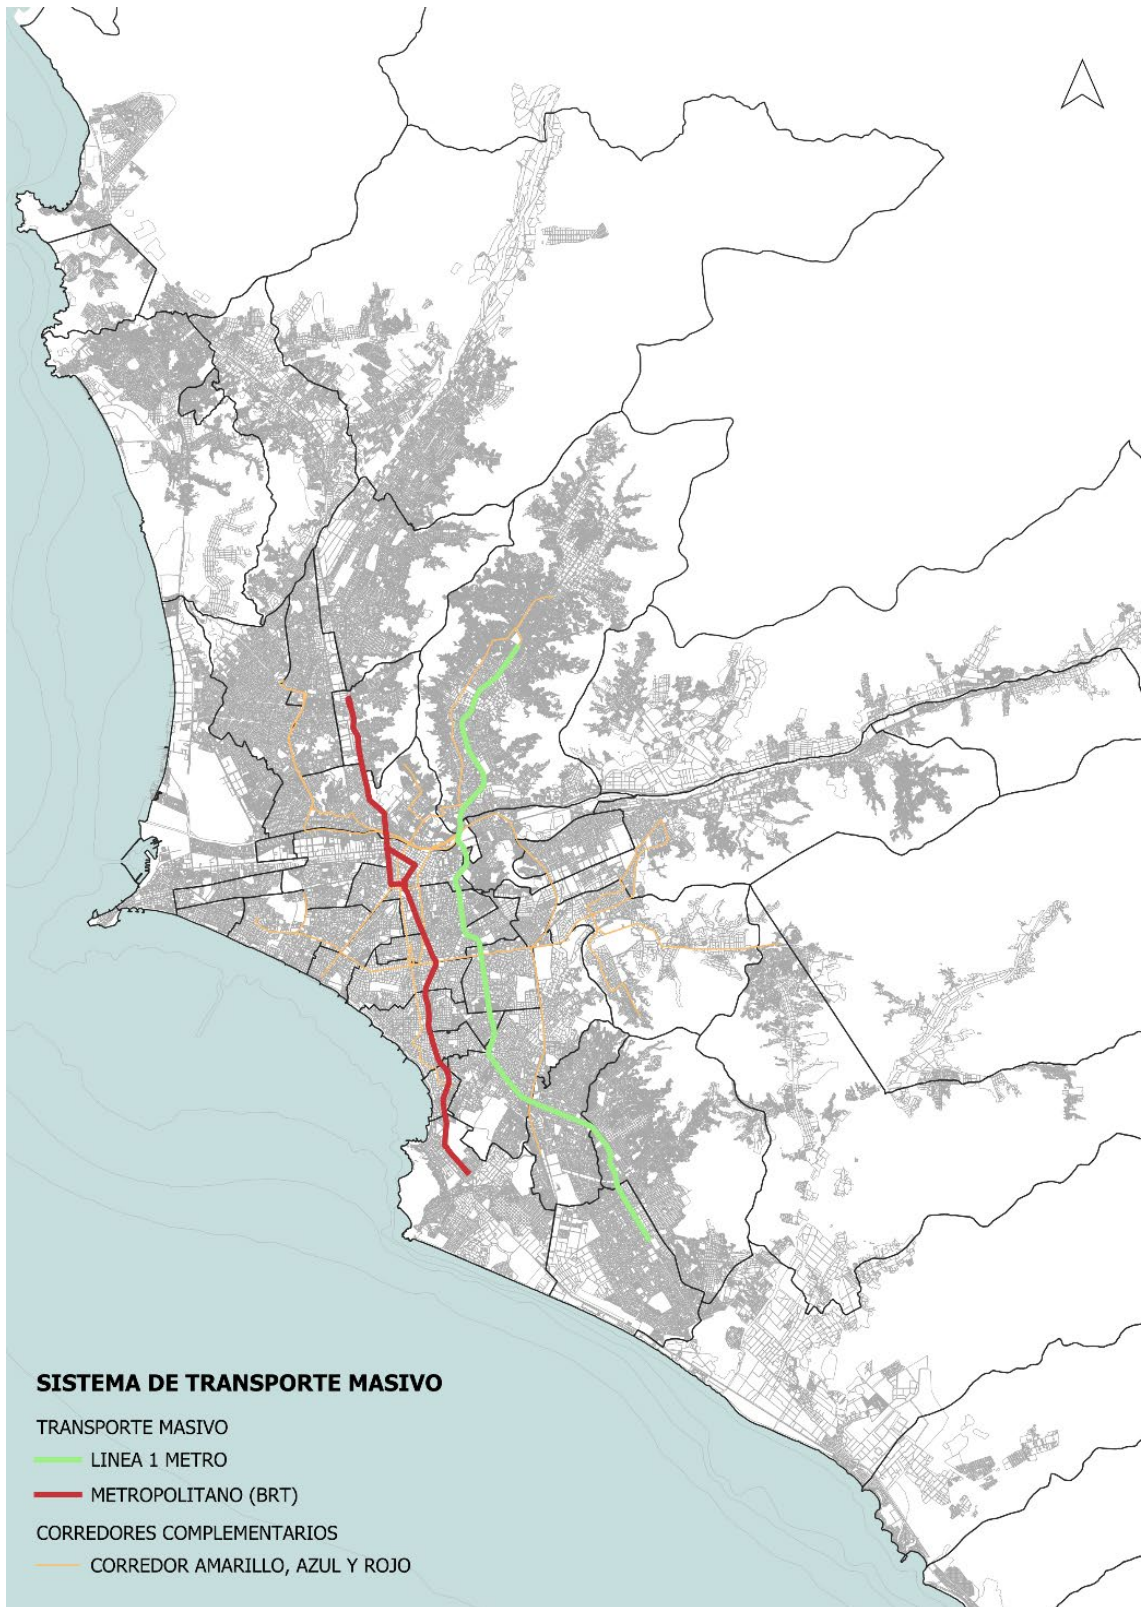 SISTEMA DE TRANSPORTE MASIVO
TRANSPORTE MASIVO
LINEA 1 METRO
METROPOLITANO (BRT)
CORREDORES COMPLEMENTARIOS
CORREDOR AMARILLO, AZUL Y ROJO